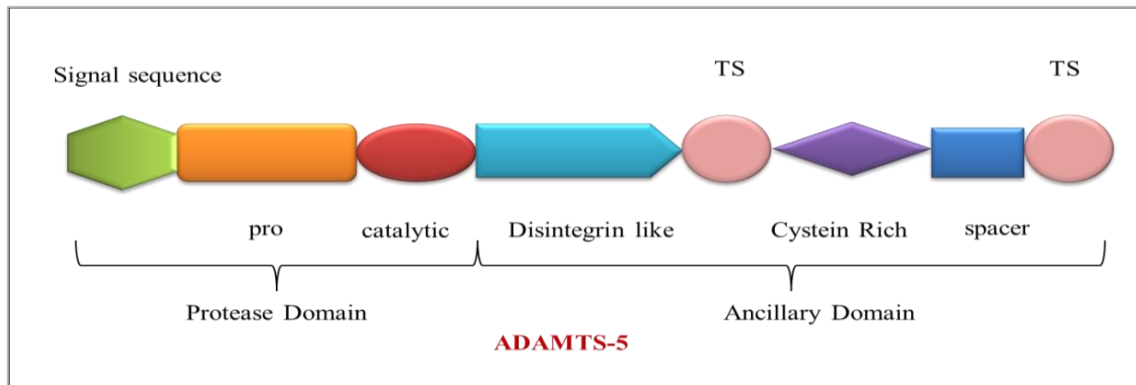 Signal sequence
TS
TS
pro
catalytic
Disintegrin like
Cystein Rich
spacer
Protease Domain
Ancillary Domain
ADAMTS-5